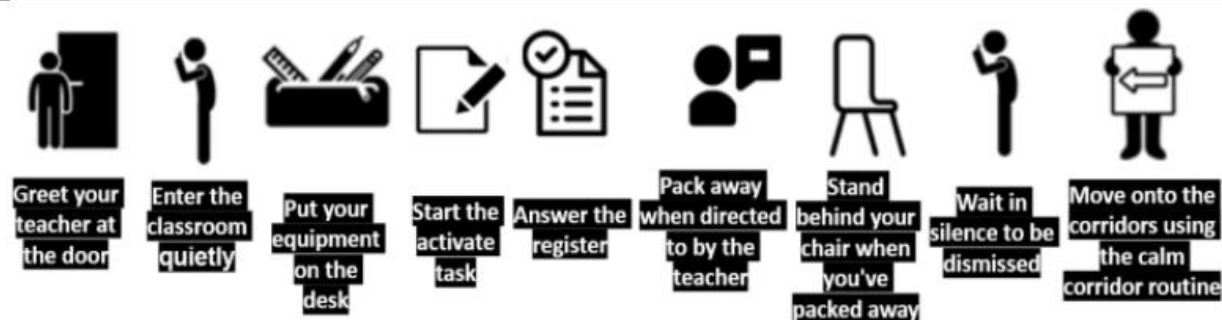 Greet your
teacher at
the door
Enter the
classroom
quietly
Put your
equipment
on the
desk
Start the
activate
task
Answer the
register
Pack away
when directed
to by the
teacher
Stand
behind your
chair when
you've
packed away
Wait in
silence to be
dismissed
Move onto the
corridors using
the calm
corridor routine